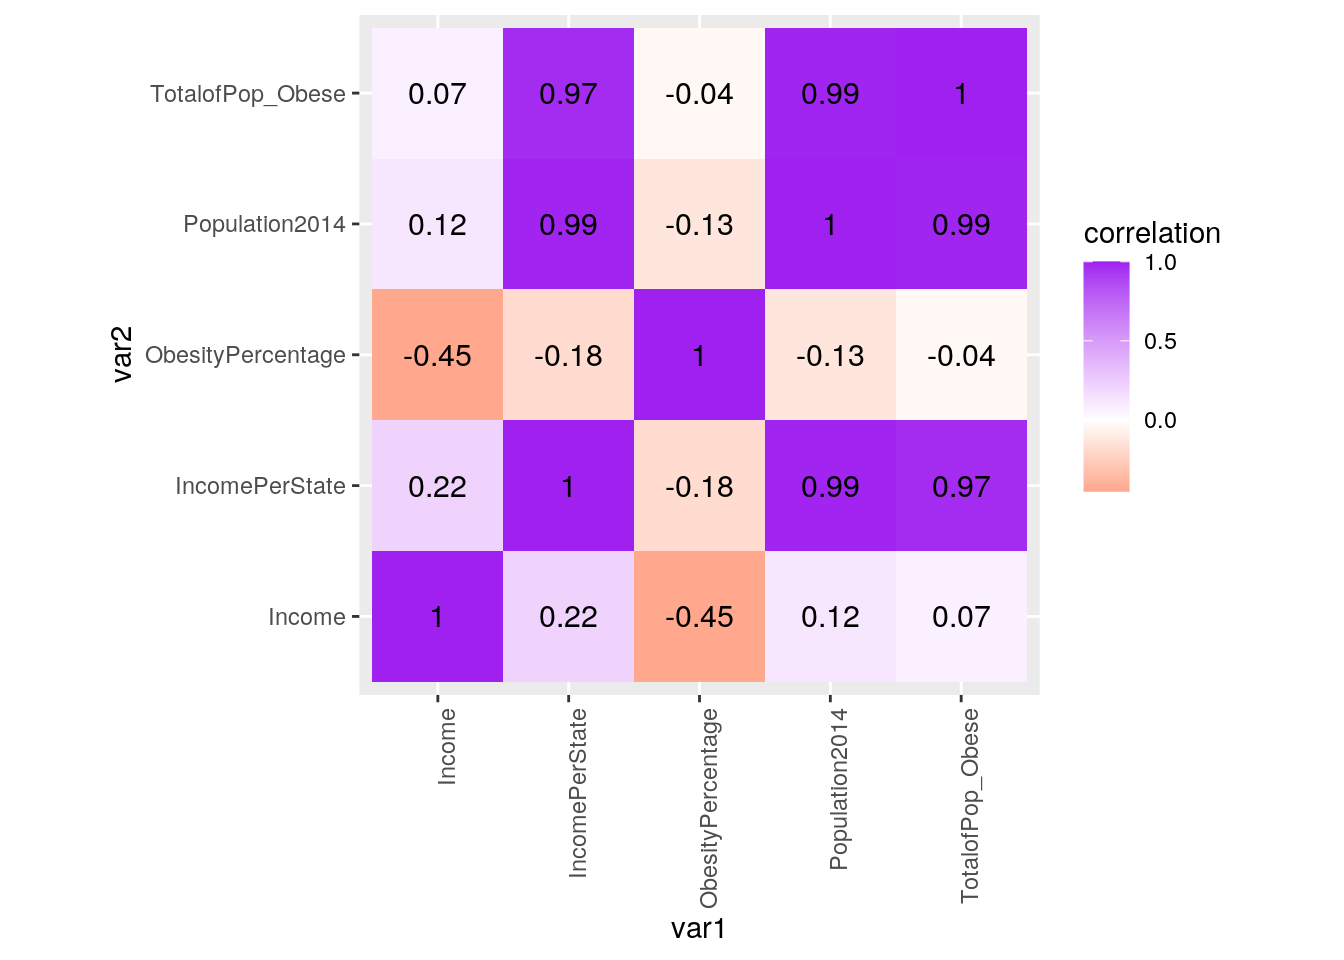 TotalofPop_Obese 0.07 0.97 -0.04 0.99 1
Population2014 0.12 0.99 -0.13 1 0.99
ObesityPercentage -0.45 -0.18 1 -0.13 -0.04
IncomePerState 0.22 1 -0.18 0.99 0.97
Income 1 0.22 -0.45 0.12 0.07
var2
Income
IncomePerState
ObesityPercentage
Population2014
TotalofPop_Obese
var1
correlation
1.0
0.5
0.0